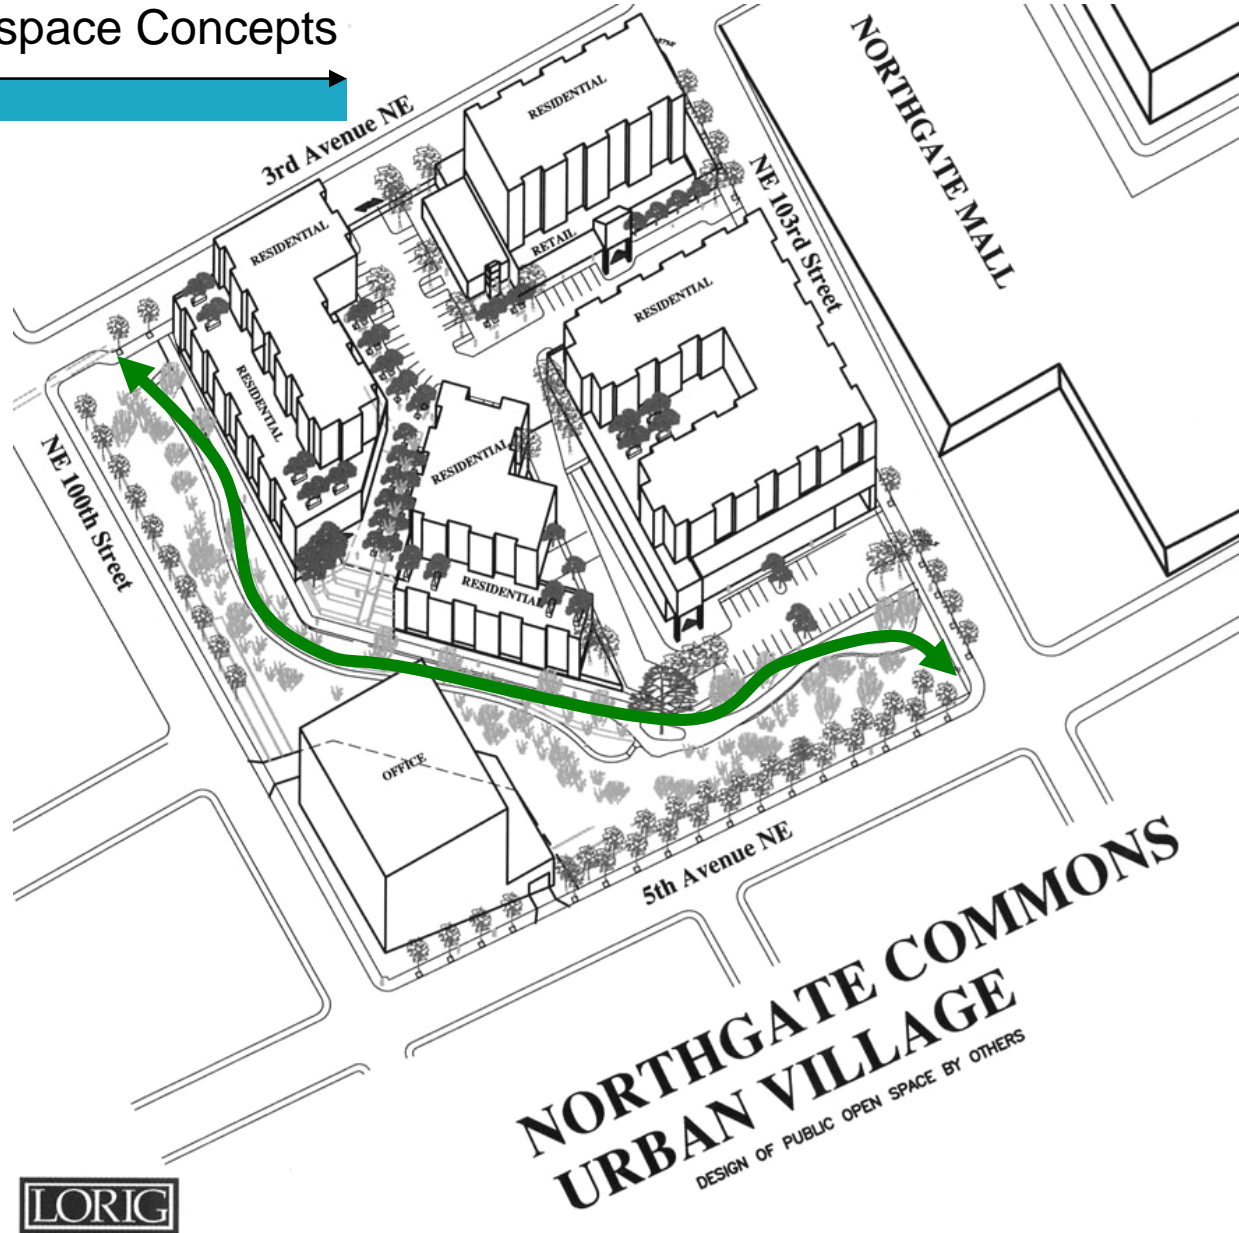 space Concepts
3rd Avenue NE
RESIDENTIAL
NORTHGATE MALL
NE 103rd Street
RESIDENTIAL
RETAIL
RESIDENTIAL
RESIDENTIAL
RESIDENTIAL
NE 100th Street
RESIDENTIAL
OFFICE
5th Avenue NE
NORTHGATE COMMONS
URBAN VILLAGE
DESIGN OF PUBLIC OPEN SPACE BY OTHERS
LORIG